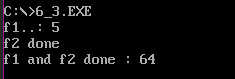 C:\>6_3.EXE
f1..: 5
f2 done
f1 and f2 done : 64